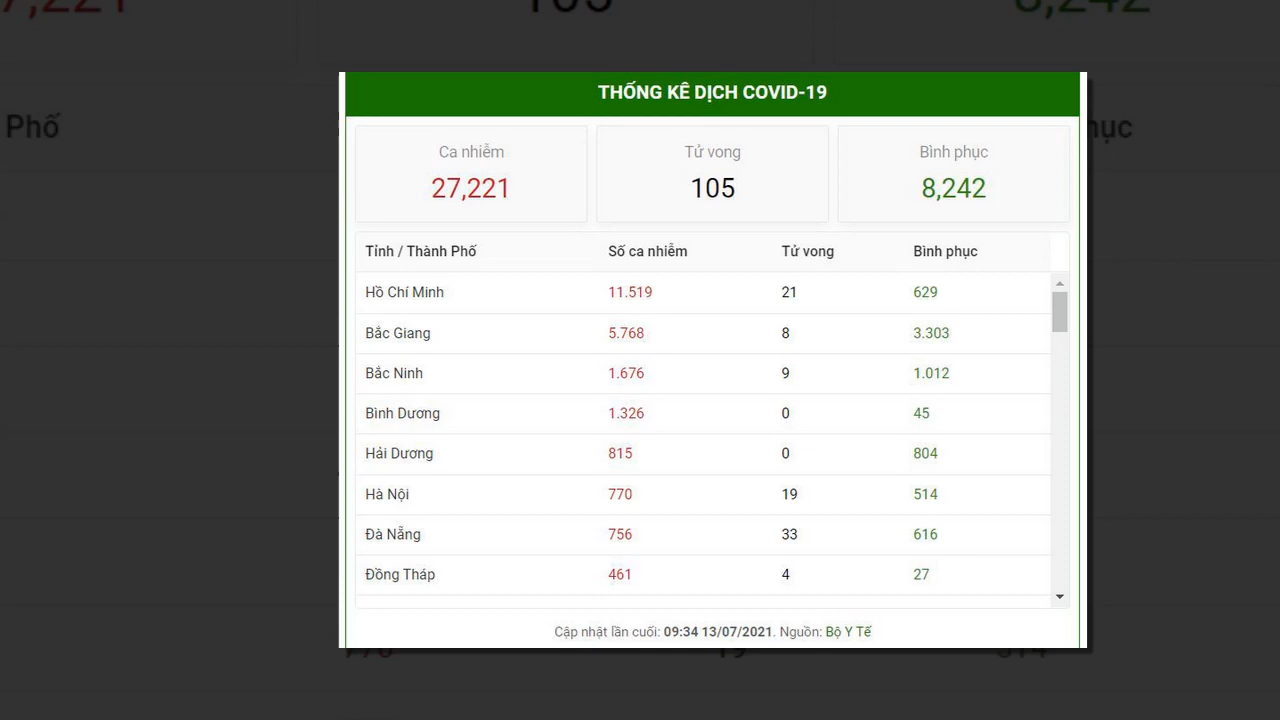 THỐNG KÊ DỊCH COVID-19
Ca nhiễm Tử vong Bình phục
27,221 105 8,242
Tỉnh / Thành Phố Số ca nhiễm Tử vong Bình phục
Hồ Chí Minh 11.519 21 629
Bắc Giang 5.768 8 3.303
Bắc Ninh 1.676 9 1.012
Bình Dương 1.326 0 45
Hải Dương 815 0 804
Hà Nội 770 19 514
Đà Nẵng 756 33 616
Đồng Tháp 461 4 27
Cập nhật lần cuối: 09:34 13/07/2021. Nguồn: Bộ Y Tế